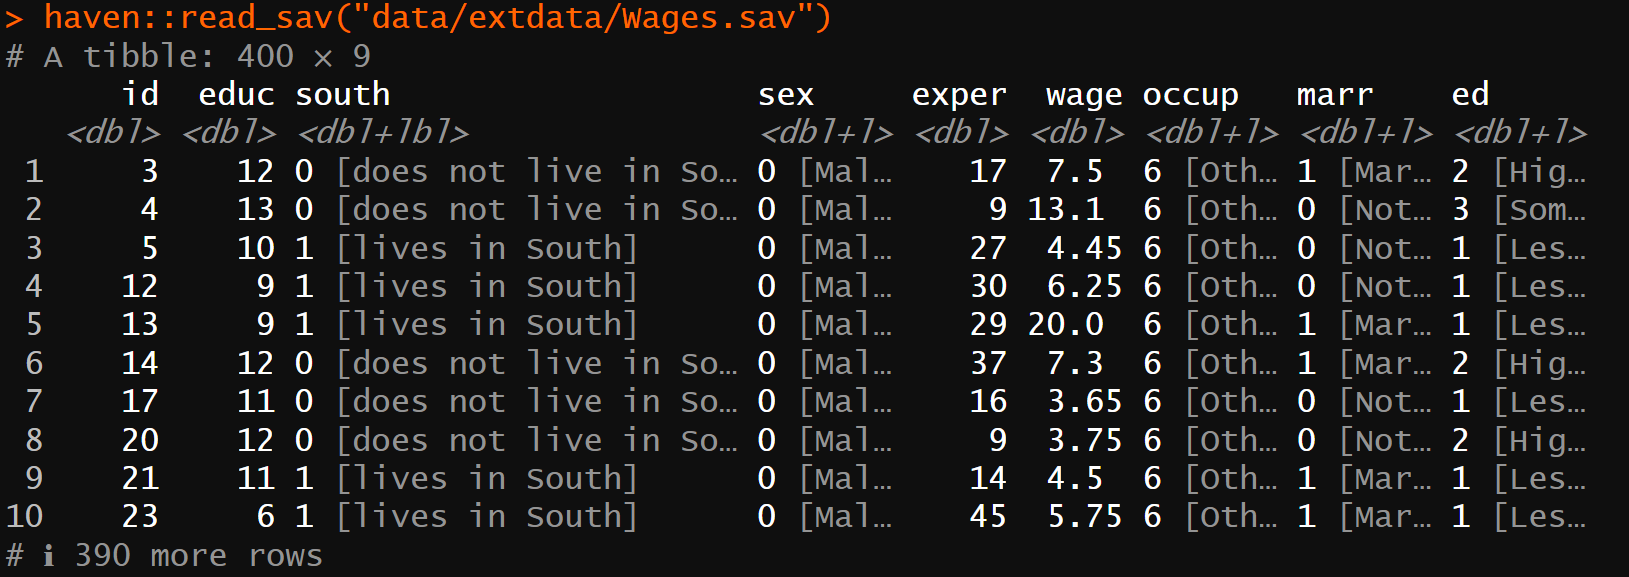 > haven::read_sav("data/extdata/Wages.sav")
# A tibble: 400 × 9
      id  educ south                   sex     exper  wage occup   marr    ed
   <dbl> <dbl> <dbl+lbl>               <dbl+l> <dbl> <dbl> <dbl+l> <dbl+l> <dbl+l>
 1     3    12 0 [does not live in So… 0 [Mal…    17  7.5  6 [Oth… 1 [Mar… 2 [Hig…
 2     4    13 0 [does not live in So… 0 [Mal…     9 13.1  6 [Oth… 0 [Not… 3 [Som…
 3     5    10 1 [lives in South]      0 [Mal…    27  4.45 6 [Oth… 0 [Not… 1 [Les…
 4    12     9 1 [lives in South]      0 [Mal…    30  6.25 6 [Oth… 0 [Not… 1 [Les…
 5    13     9 1 [lives in South]      0 [Mal…    29 20.0  6 [Oth… 1 [Mar… 1 [Les…
 6    14    12 0 [does not live in So… 0 [Mal…    37  7.3  6 [Oth… 1 [Mar… 2 [Hig…
 7    17    11 0 [does not live in So… 0 [Mal…    16  3.65 6 [Oth… 0 [Not… 1 [Les…
 8    20    12 0 [does not live in So… 0 [Mal…     9  3.75 6 [Oth… 0 [Not… 2 [Hig…
 9    21    11 1 [lives in South]      0 [Mal…    14  4.5  6 [Oth… 1 [Mar… 1 [Les…
10    23     6 1 [lives in South]      0 [Mal…    45  5.75 6 [Oth… 1 [Mar… 1 [Les…
# ℹ 390 more rows